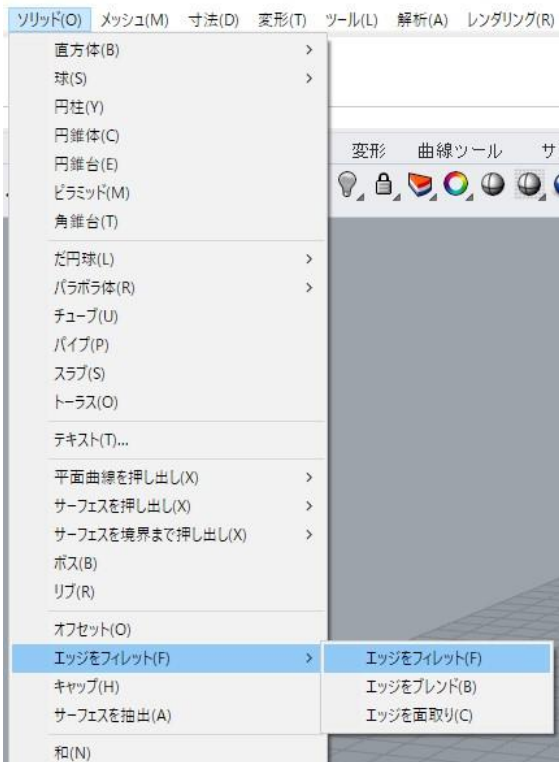 ソリッド(O) メッシュ(M) 寸法(D) 変形(T) ツール(L) 解析(A) レンダリング(R)
直方体(B)
球(S)
円柱(Y)
円錐体(C)
円錐台(E)
変形 曲線ツール サ
ピラミッド(M)
角錐台(T)
だ円球(L)
パラボラ体(R)
チューブ(U)
パイプ(P)
スラブ(S)
トーラス(O)
テキスト(T)...
平面曲線を押し出し(X)
サーフェスを押し出し(X)
サーフェスを境界まで押し出し(X)
ボス(B)
リブ(R)
オフセット(O)
エッジをフィレット(F)
エッジをフィレット(F)
キャップ(H)
エッジをブレンド(B)
サーフェスを抽出(A)
エッジを面取り(C)
和(N)